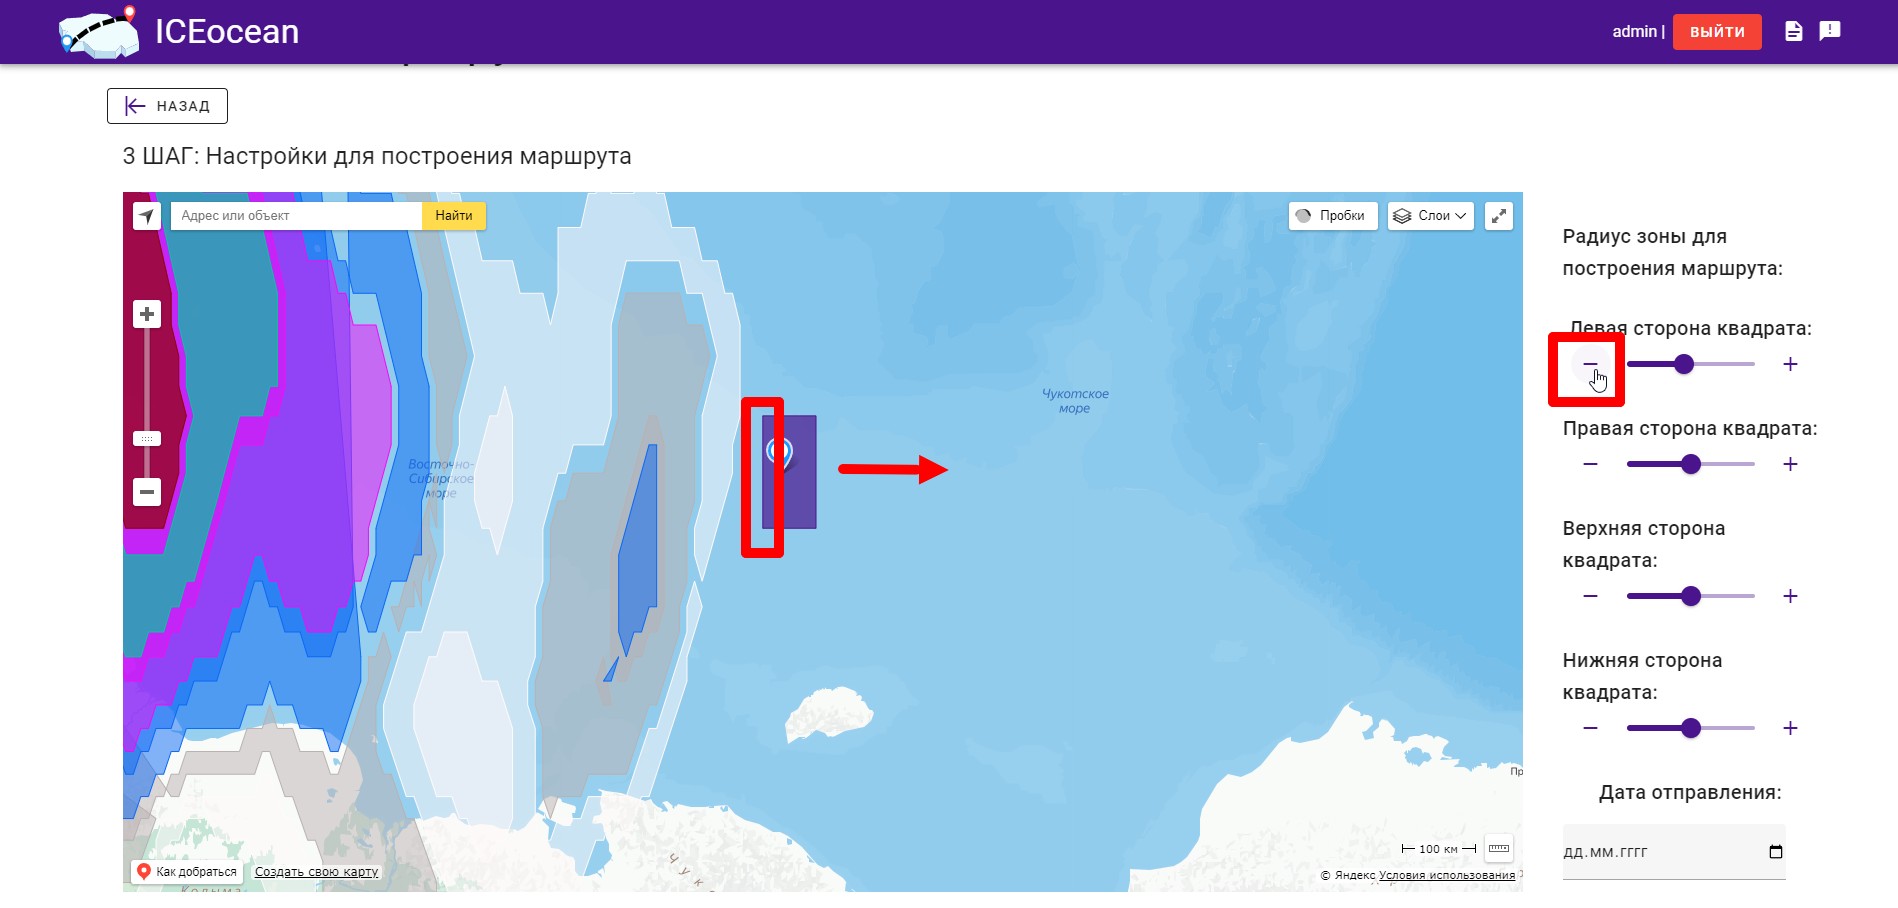 ICEocean
admin |
ВЫЙТИ
НАЗАД
3 ШАГ: Настройки для построения маршрута
Адрес или объект
Найти
Пробки
Слои
Радиус зоны для
построения маршрута:
Левая сторона квадрата:
Чукотское
море
Правая сторона квадрата:
Восточно-
Сибирское
море
Верхняя сторона
квадрата:
Нижняя сторона
квадрата:
Пр
Дата отправления:
дд.мм.гггг
100 км
Чук
Как добраться
Создать свою карту
© Яндекс Условия использования